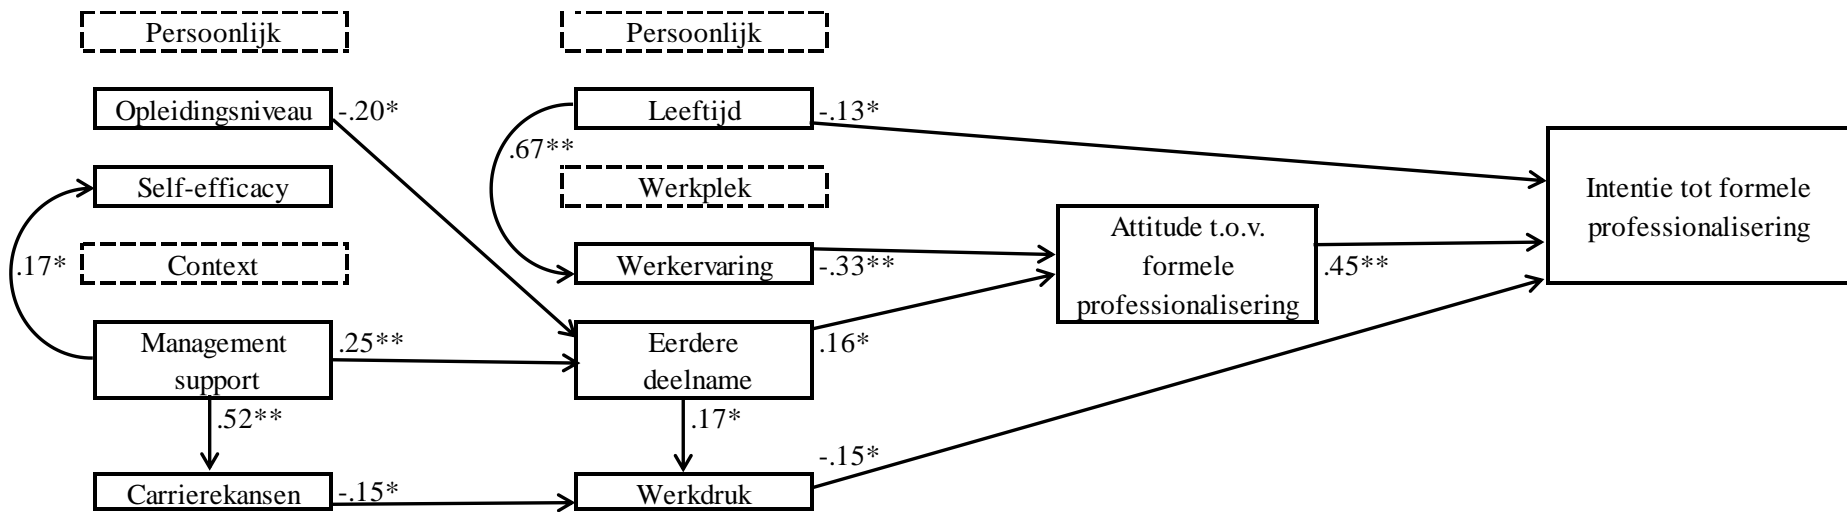 Persoonlijk
Persoonlijk
Opleidingsniveau
-.20*
Leeftijd
-.13*
.67**
Self-efficacy
Werkplek
Intentie tot formele
professionalisering
Attitude t.o.v.
formele
professionalisering
.17*
Context
Werkervaring
-.33**
.45**
Management
support
.25**
Eerdere
deelname
.16*
.52**
.17*
-.15*
Carrierekansen
-.15*
Werkdruk